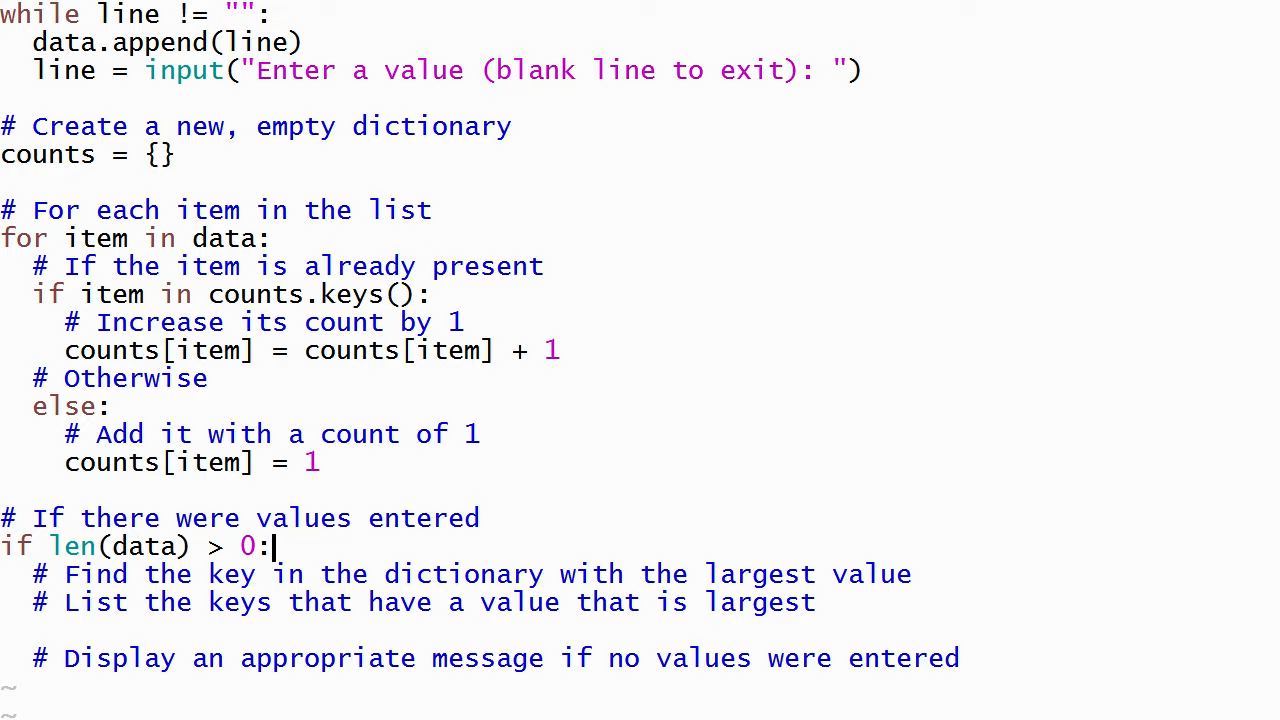 while line != "":
  data.append(line)
  line = input("Enter a value (blank line to exit): ")

# Create a new, empty dictionary
counts = {}

# For each item in the list
for item in data:
  # If the item is already present
  if item in counts.keys():
    # Increase its count by 1
    counts[item] = counts[item] + 1
  # Otherwise
  else:
    # Add it with a count of 1
    counts[item] = 1

# If there were values entered
if len(data) > 0:
  # Find the key in the dictionary with the largest value
  # List the keys that have a value that is largest

  # Display an appropriate message if no values were entered
~
~